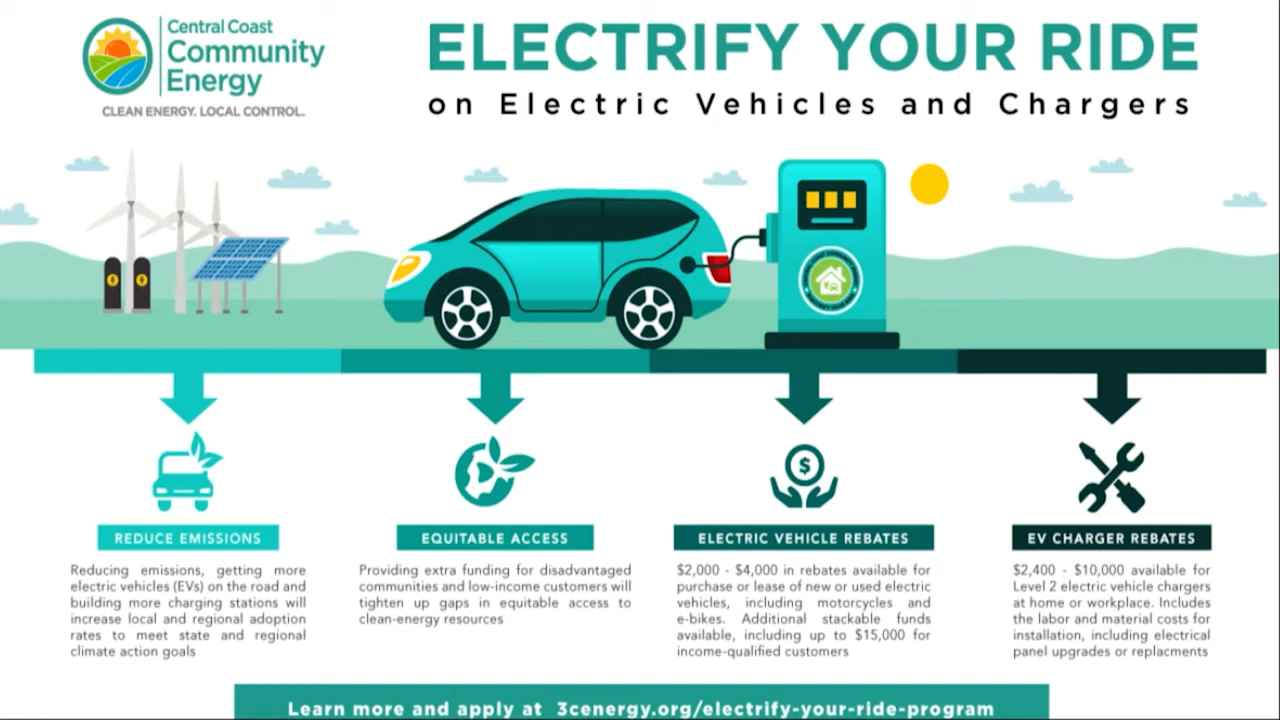 Central Coast
Community
Energy
CLEAN ENERGY. LOCAL CONTROL.
ELECTRIFY YOUR RIDE
on Electric Vehicles and Chargers
REDUCE EMISSIONS
Reducing emissions, getting more
electric vehicles (EVs) on the road and
building more charging stations will
increase local and regional adoption
rates to meet state and regional
climate action goals
EQUITABLE ACCESS
Providing extra funding for disadvantaged
communities and low-income customers will
tighten up gaps in equitable access to
clean-energy resources
ELECTRIC VEHICLE REBATES
$2,000 - $4,000 in rebates available for
purchase or lease of new or used electric
vehicles, including motorcycles and
e-bikes. Additional stackable funds
available, including up to $15,000 for
income-qualified customers
EV CHARGER REBATES
$2,400 - $10,000 available for
Level 2 electric vehicle chargers
at home or workplace. Includes
the labor and material costs for
installation, including electrical
panel upgrades or replacments
Learn more and apply at 3cenergy.org/electrify-your-ride-program